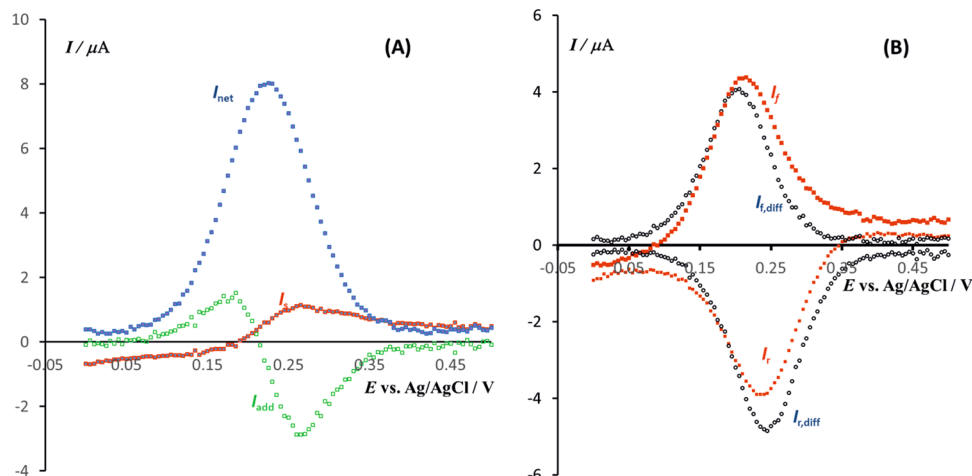 10
I / μA
(A)
8
Inet
6
4
2
Is
0
-0.05
0.05
0.15
0.25
0.35
0.45
E vs. Ag/AgCl / V
Iadd
-2
-4
6
I / μA
(B)
If
4
2
If,diff
0
-0.05
0.05
0.15
0.25
0.35
0.45
E vs. Ag/AgCl / V
-2
Ir
-4
Ir,diff
-6